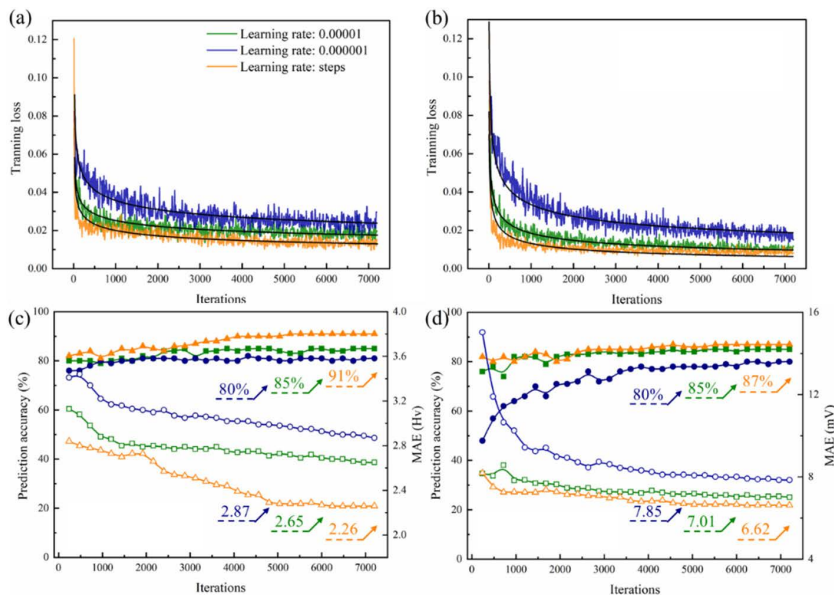 (a)
Learning rate: 0.00001
Learning rate: 0.000001
Learning rate: steps
Tranning loss
0.12
0.10
0.08
0.06
0.04
0.02
0.00
0 1000 2000 3000 4000 5000 6000 7000
Iterations
(b)
Trainning loss
0.12
0.10
0.08
0.06
0.04
0.02
0.00
0 1000 2000 3000 4000 5000 6000 7000
Iterations
(c)
Prediction accuracy (%)
100
80
60
40
20
0
80% 85% 91%
2.87 2.65 2.26
4.0
3.6
3.2
2.8
2.4
2.0
MAE (Hv)
0 1000 2000 3000 4000 5000 6000 7000
Iterations
(d)
Prediction accuracy (%)
100
80
60
40
20
0
80% 85% 87%
7.85 7.01 6.62
16
12
8
4
MAE (mV)
0 1000 2000 3000 4000 5000 6000 7000
Iterations